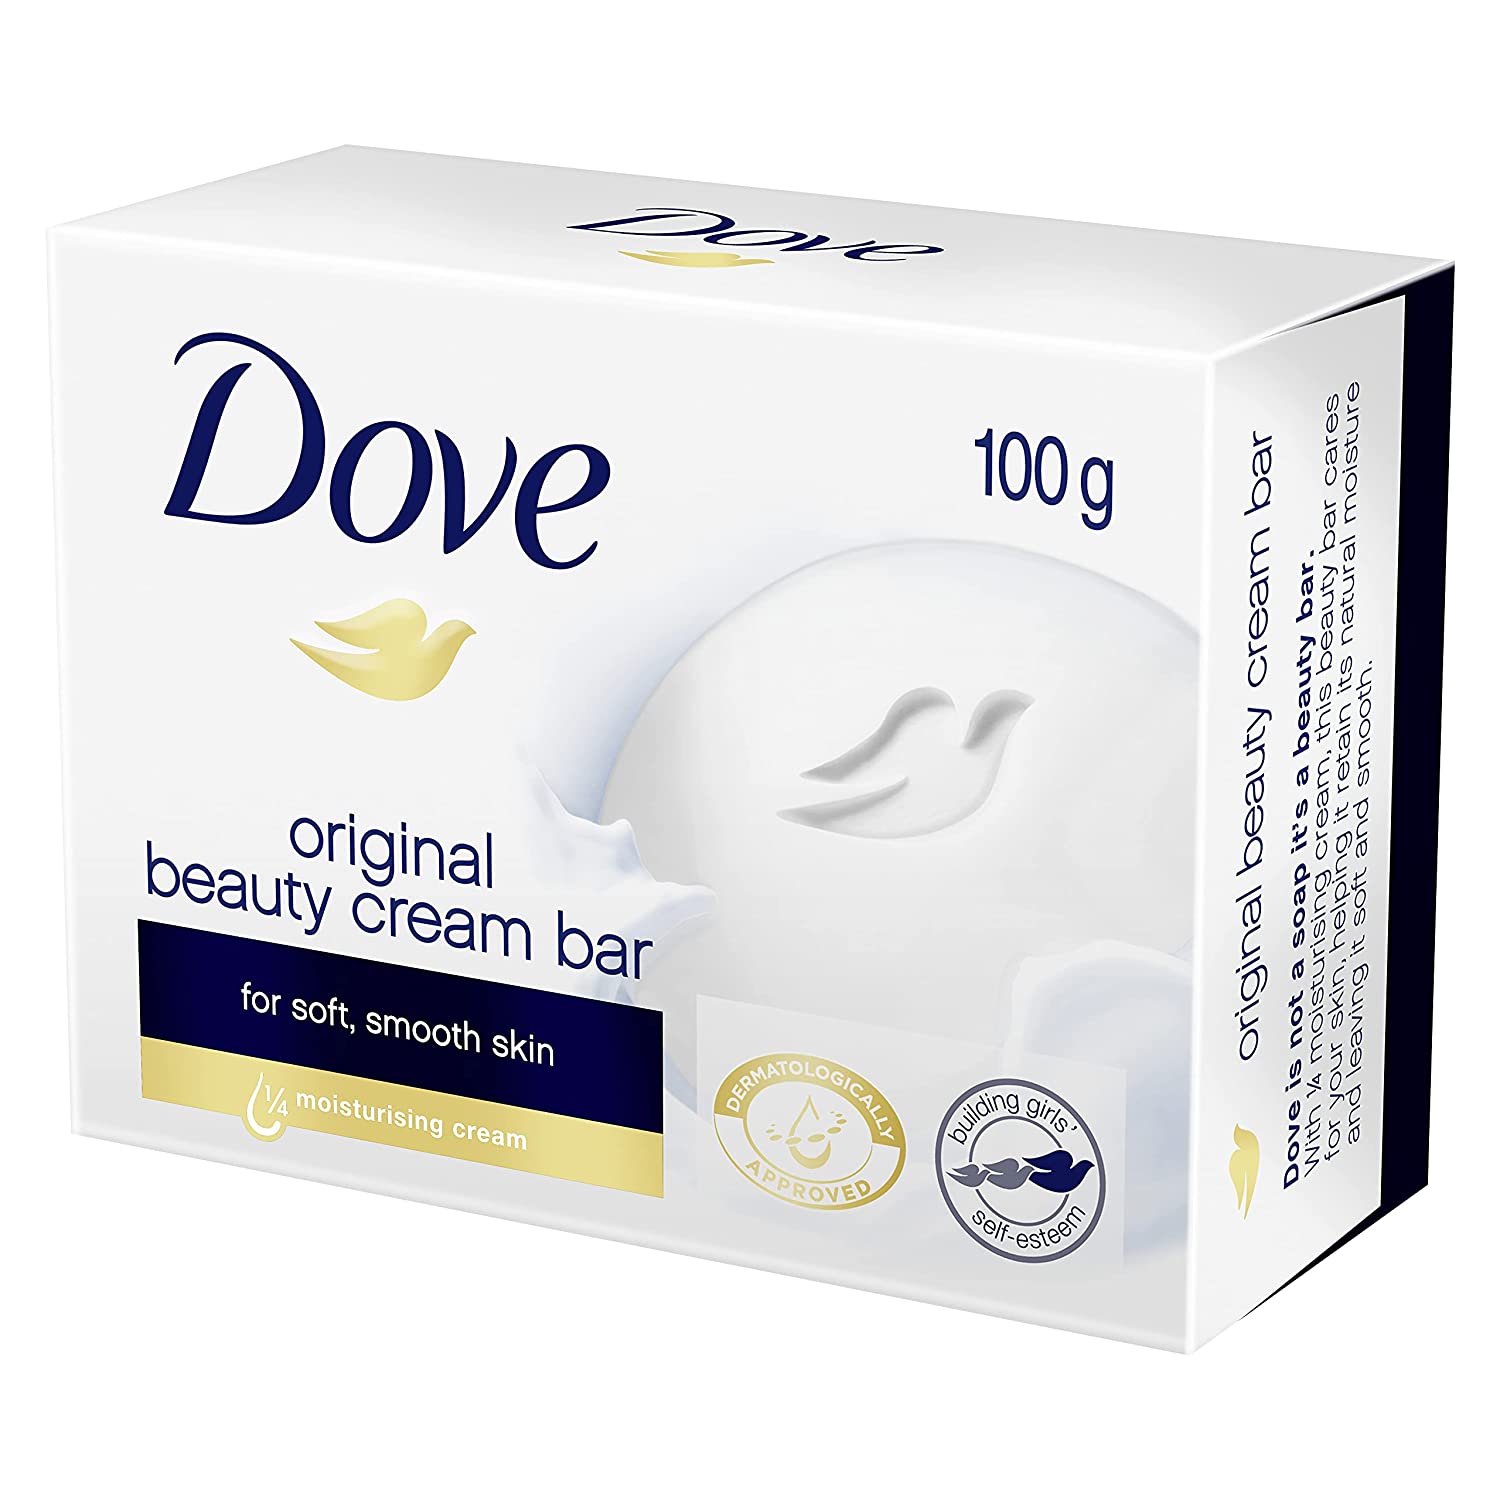 Dove
Dove
100 g
original
beauty cream bar
for soft, smooth skin
¼ moisturising cream
DERMATOLOGICALLY
APPROVED
building girls'
self-esteem
original beauty cream bar
Dove is not a soap it's a beauty bar.
With ¼ moisturising cream, this beauty bar cares
for your skin, helping it retain its natural moisture
and leaving it soft and smooth.